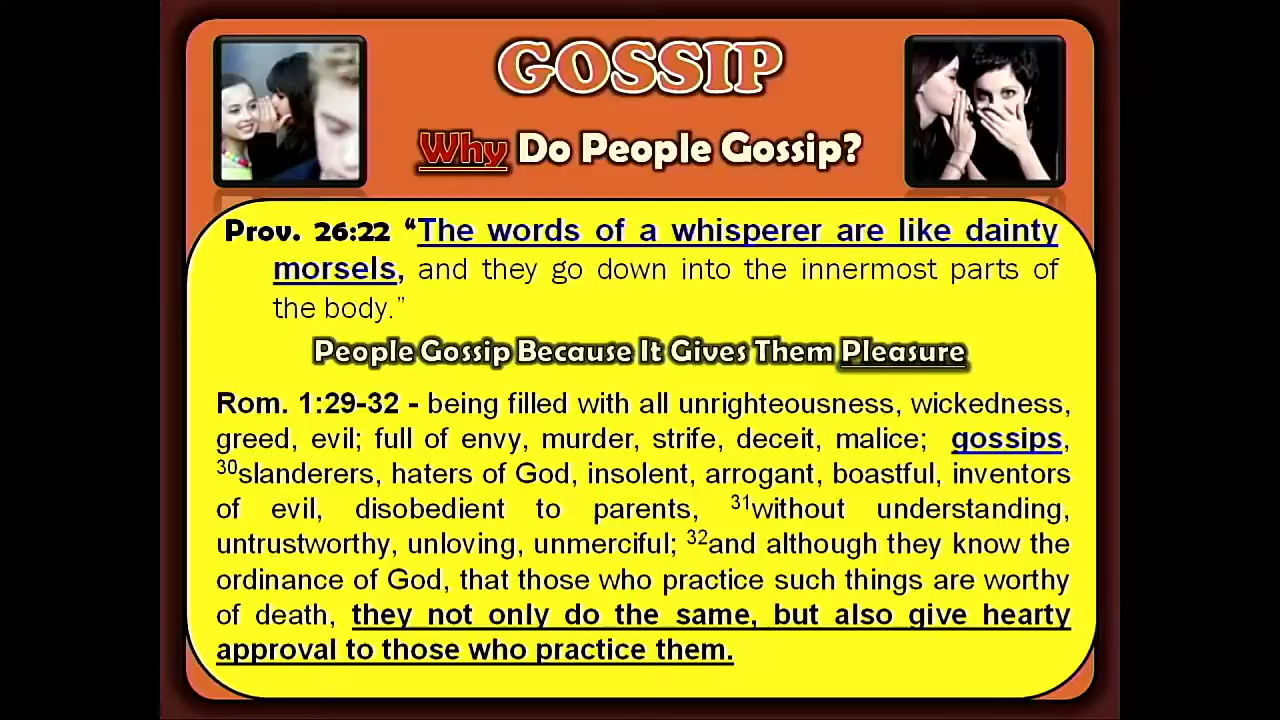 GOSSIP
Why Do People Gossip?
Prov. 26:22 “The words of a whisperer are like dainty
morsels, and they go down into the innermost parts of
the body.”
People Gossip Because It Gives Them Pleasure
Rom. 1:29-32 - being filled with all unrighteousness, wickedness,
greed, evil; full of envy, murder, strife, deceit, malice; gossips,
30slanderers, haters of God, insolent, arrogant, boastful, inventors
of evil, disobedient to parents, 31without understanding,
untrustworthy, unloving, unmerciful; 32and although they know the
ordinance of God, that those who practice such things are worthy
of death, they not only do the same, but also give hearty
approval to those who practice them.